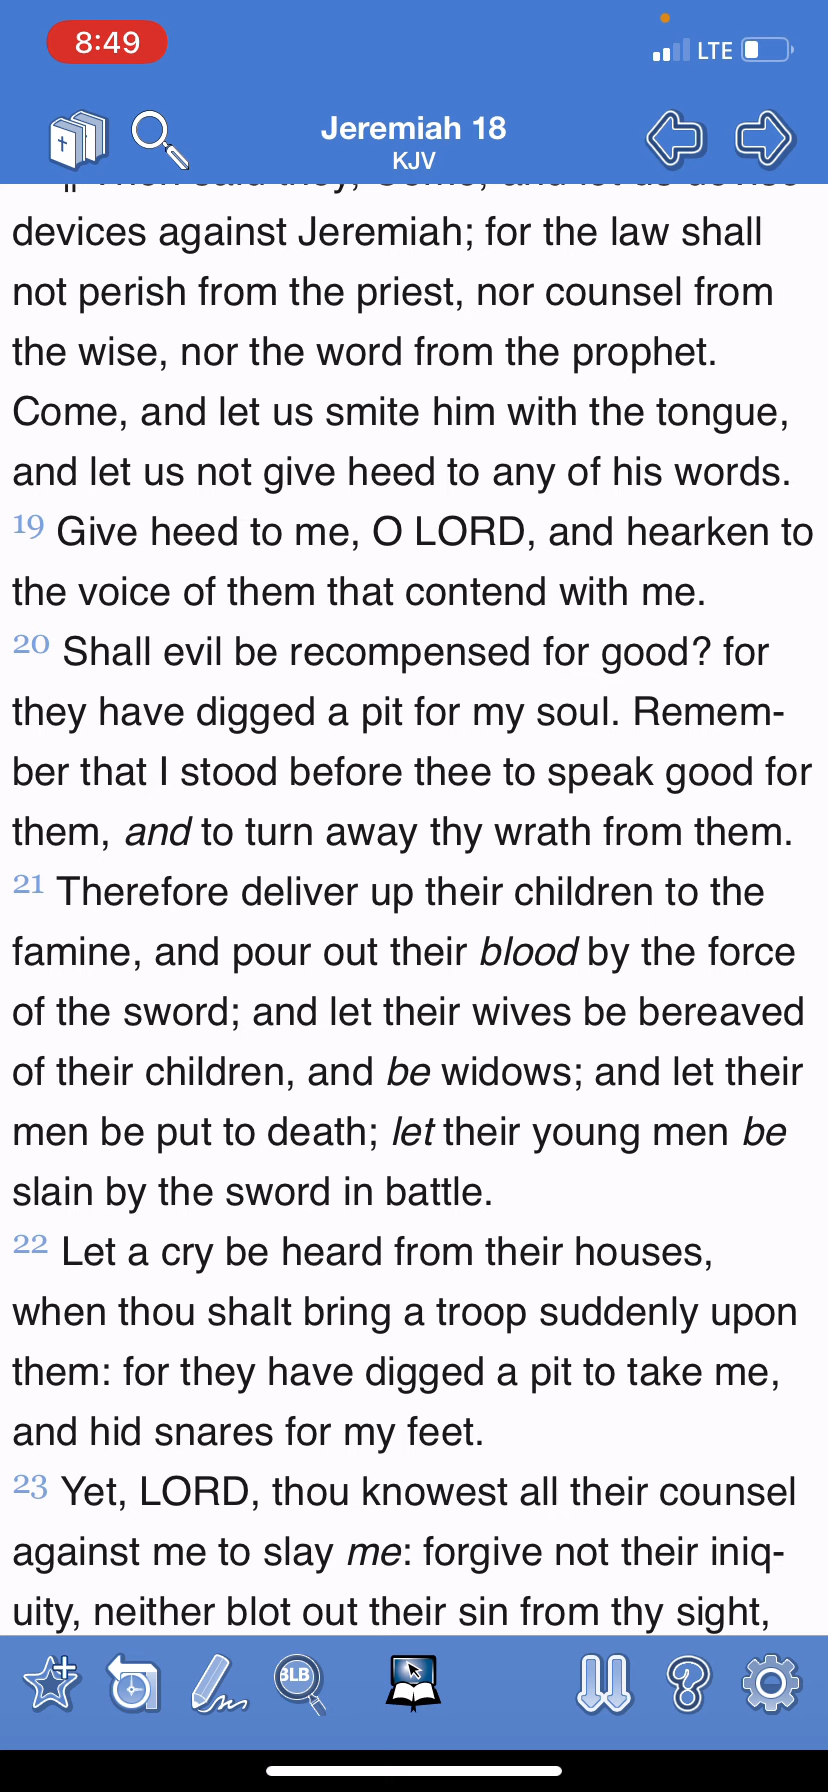 8:49
LTE
Jeremiah 18
KJV
devices against Jeremiah; for the law shall
not perish from the priest, nor counsel from
the wise, nor the word from the prophet.
Come, and let us smite him with the tongue,
and let us not give heed to any of his words.
19 Give heed to me, O LORD, and hearken to
the voice of them that contend with me.
20 Shall evil be recompensed for good? for
they have digged a pit for my soul. Remem-
ber that I stood before thee to speak good for
them, and to turn away thy wrath from them.
21 Therefore deliver up their children to the
famine, and pour out their blood by the force
of the sword; and let their wives be bereaved
of their children, and be widows; and let their
men be put to death; let their young men be
slain by the sword in battle.
22 Let a cry be heard from their houses,
when thou shalt bring a troop suddenly upon
them: for they have digged a pit to take me,
and hid snares for my feet.
23 Yet, LORD, thou knowest all their counsel
against me to slay me: forgive not their iniq-
uity, neither blot out their sin from thy sight,
BLB